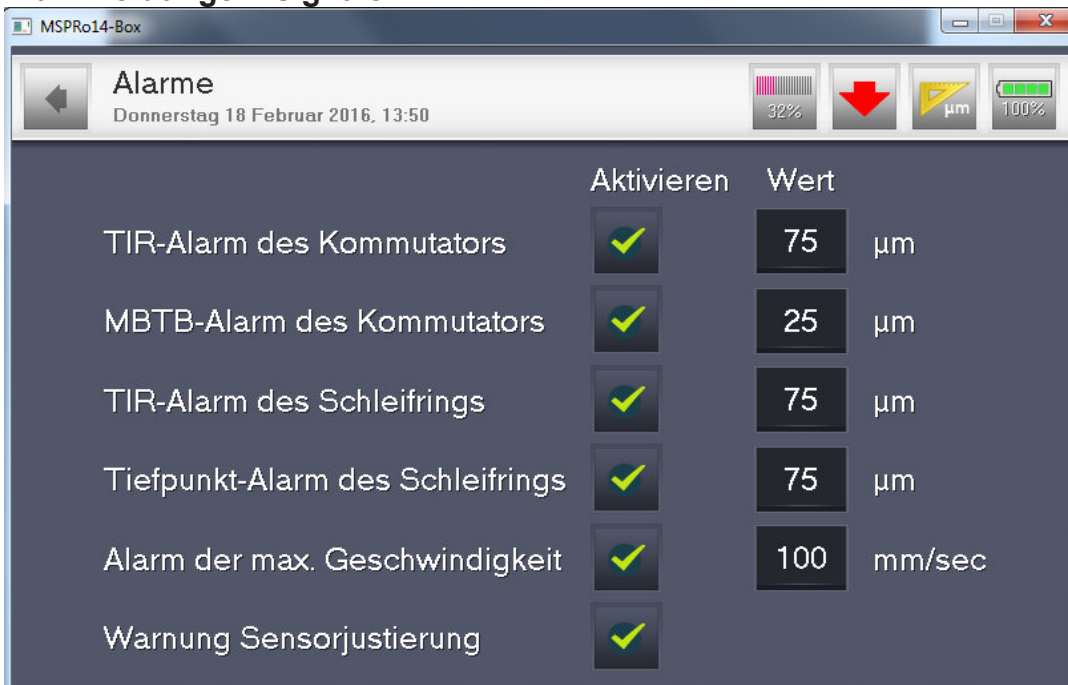 MSPRo14-Box
Alarme
Donnerstag 18 Februar 2016, 13:50
32%
µm
100%
Aktivieren Wert
TIR-Alarm des Kommutators 75 µm
MBTB-Alarm des Kommutators 25 µm
TIR-Alarm des Schleifrings 75 µm
Tiefpunkt-Alarm des Schleifrings 75 µm
Alarm der max. Geschwindigkeit 100 mm/sec
Warnung Sensorjustierung